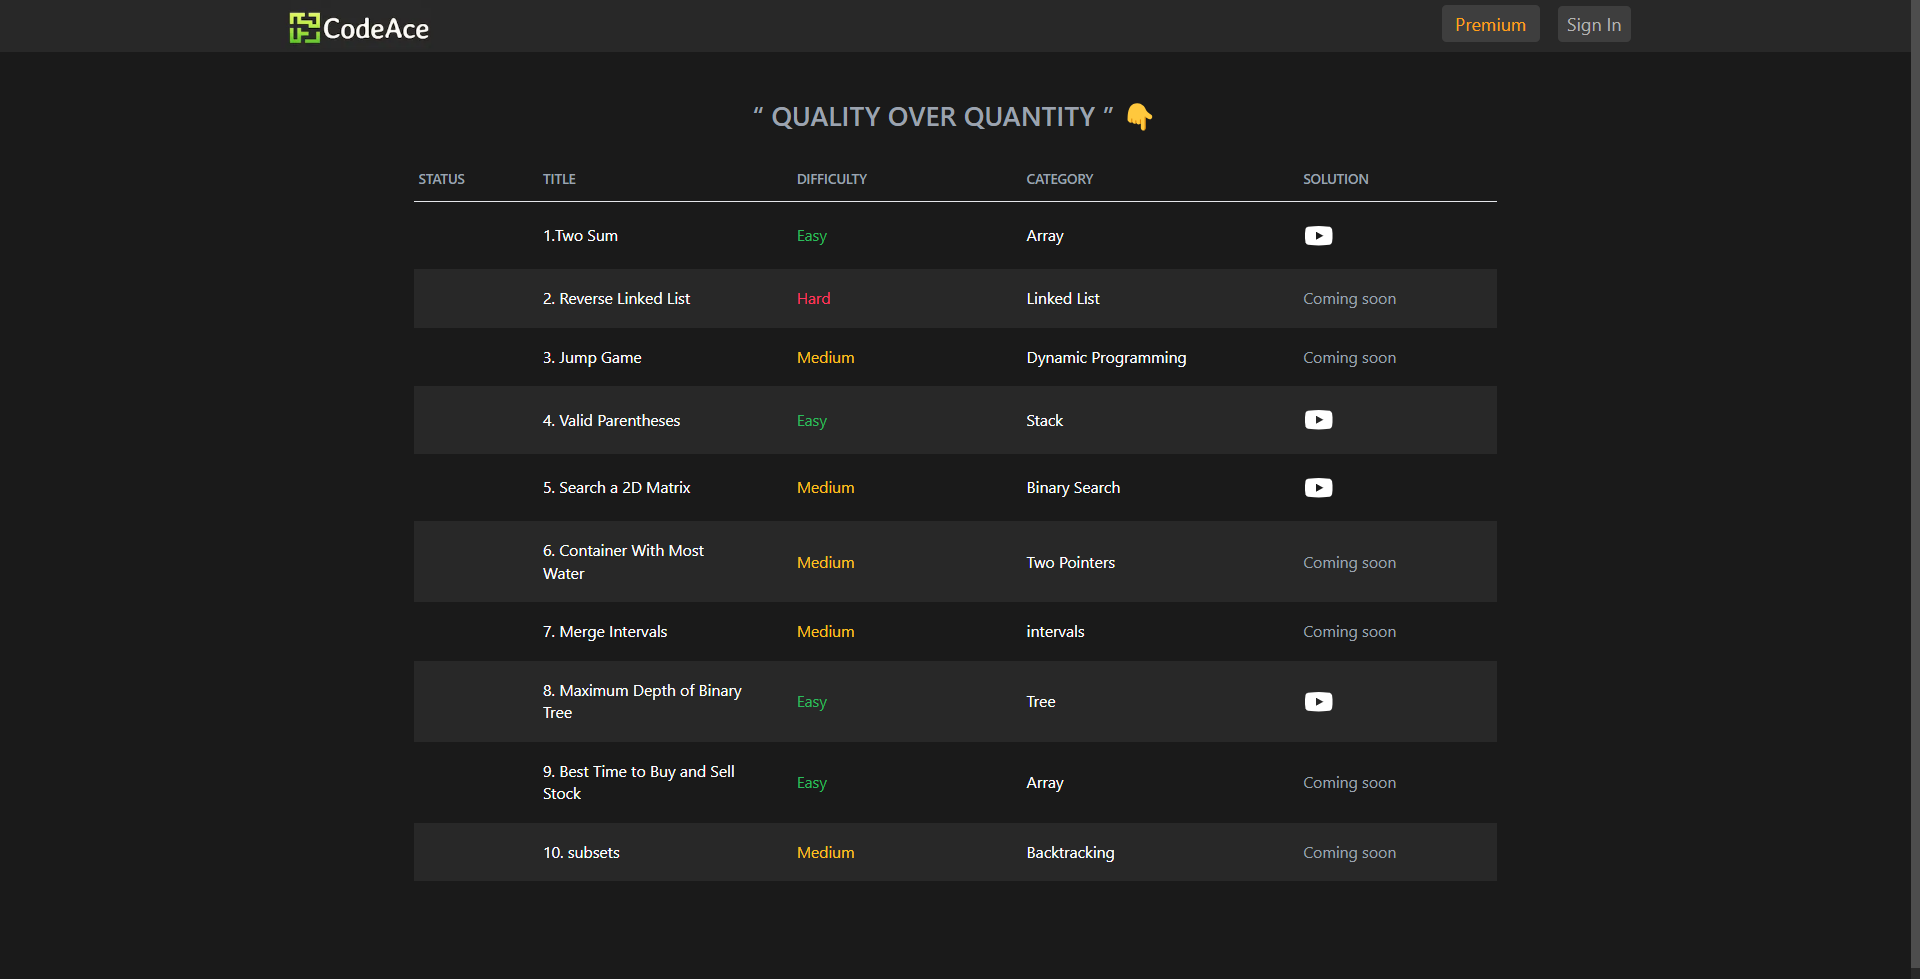 CodeAce
Premium
Sign In
“ QUALITY OVER QUANTITY ” 👇
STATUS TITLE DIFFICULTY CATEGORY SOLUTION
1.Two Sum Easy Array
2. Reverse Linked List Hard Linked List Coming soon
3. Jump Game Medium Dynamic Programming Coming soon
4. Valid Parentheses Easy Stack
5. Search a 2D Matrix Medium Binary Search
6. Container With Most
Water Medium Two Pointers Coming soon
7. Merge Intervals Medium intervals Coming soon
8. Maximum Depth of Binary
Tree Easy Tree
9. Best Time to Buy and Sell
Stock Easy Array Coming soon
10. subsets Medium Backtracking Coming soon